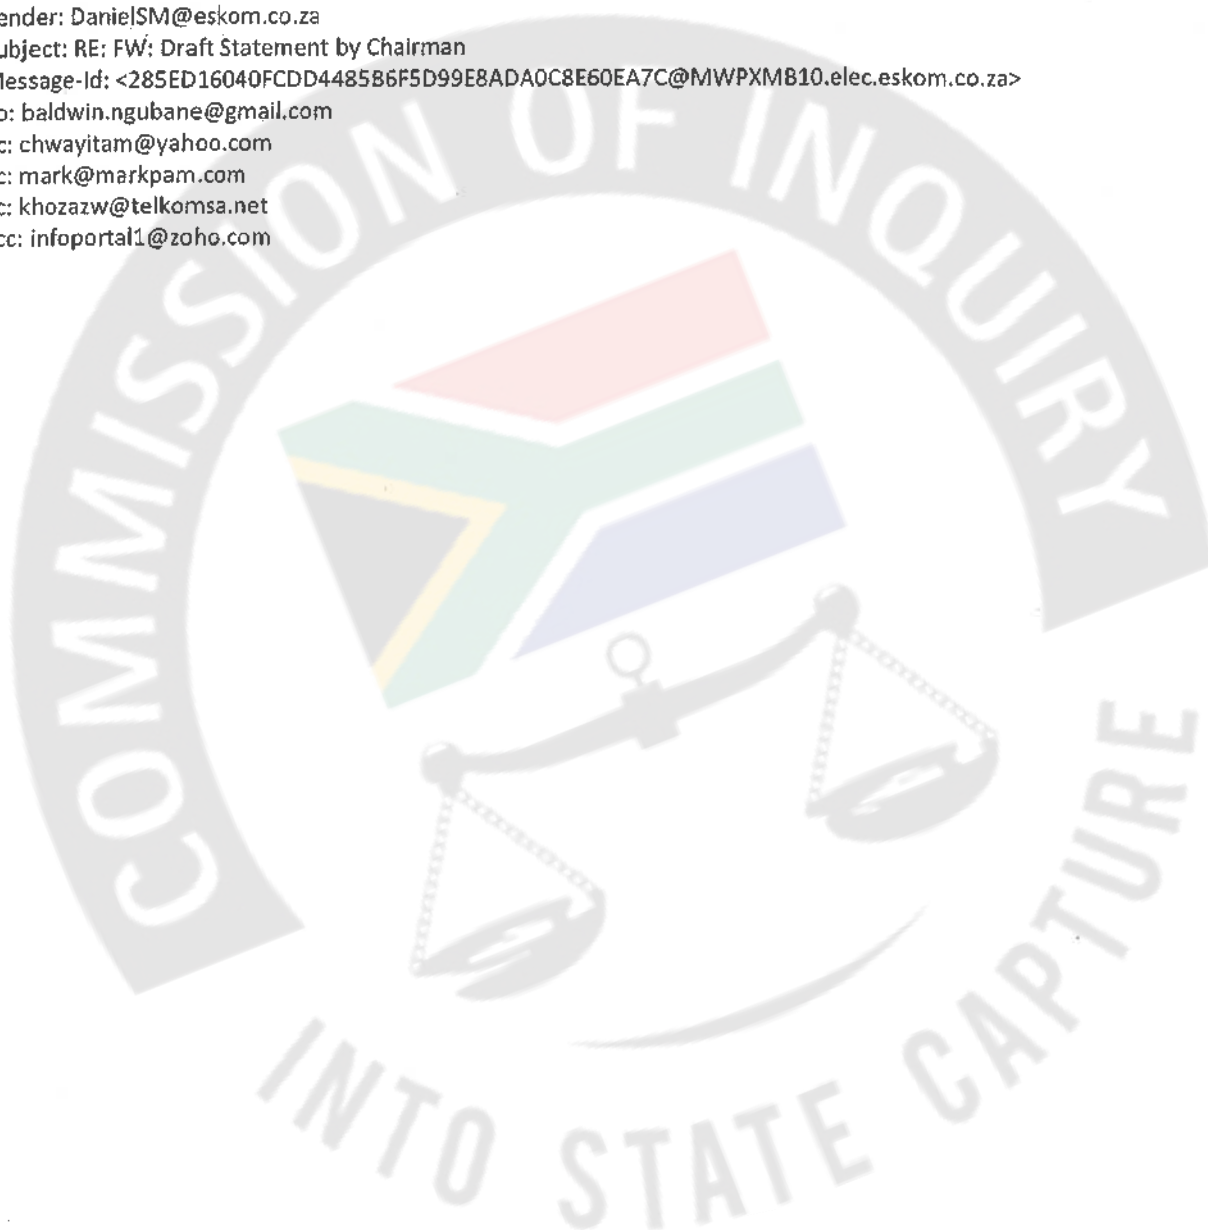 ender: DanielSM@eskom.co.za
ubject: RE: FW: Draft Statement by Chairman
Message-Id: <285ED16040FCDD4485B6F5D99E8ADA0C8E60EA7C@MWPXMB10.elec.eskom.co.za>
o: baldwin.ngubane@gmail.com
c: chwayitam@yahoo.com
c: mark@markpam.com
c: khozazw@telkomsa.net
cc: infoportal1@zoho.com
COMMISSION OF INQUIRY
INTO STATE CAPTURE